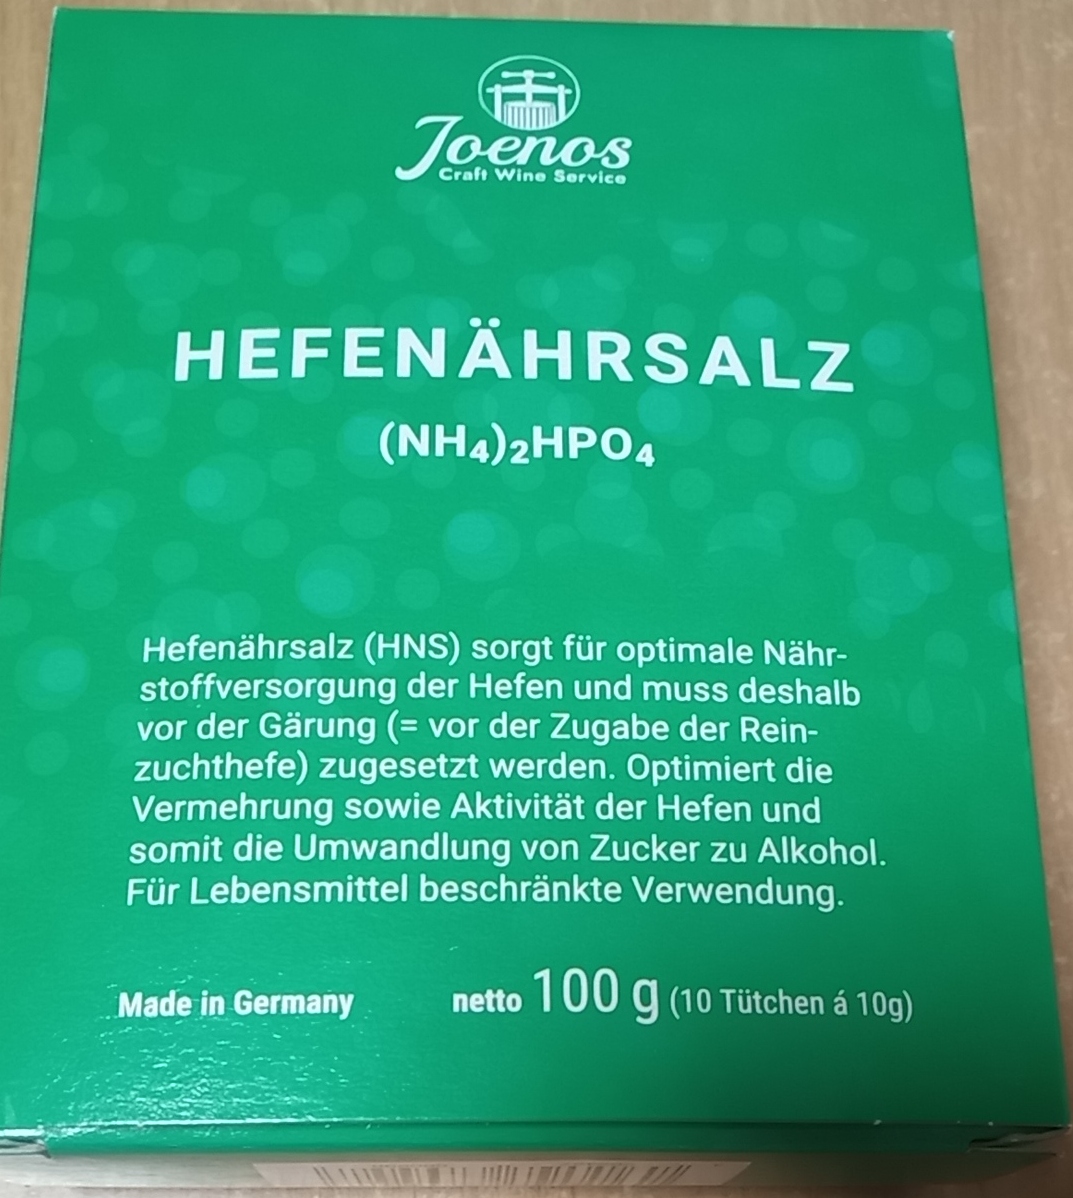 Joenos
Craft Wine Service
HEFENÄHRSALZ
(NH₄)₂HPO₄
Hefenährsalz (HNS) sorgt für optimale Nähr-
stoffversorgung der Hefen und muss deshalb
vor der Gärung (= vor der Zugabe der Rein-
zuchthefe) zugesetzt werden. Optimiert die
Vermehrung sowie Aktivität der Hefen und
somit die Umwandlung von Zucker zu Alkohol.
Für Lebensmittel beschränkte Verwendung.
Made in Germany
netto 100 g (10 Tütchen á 10g)